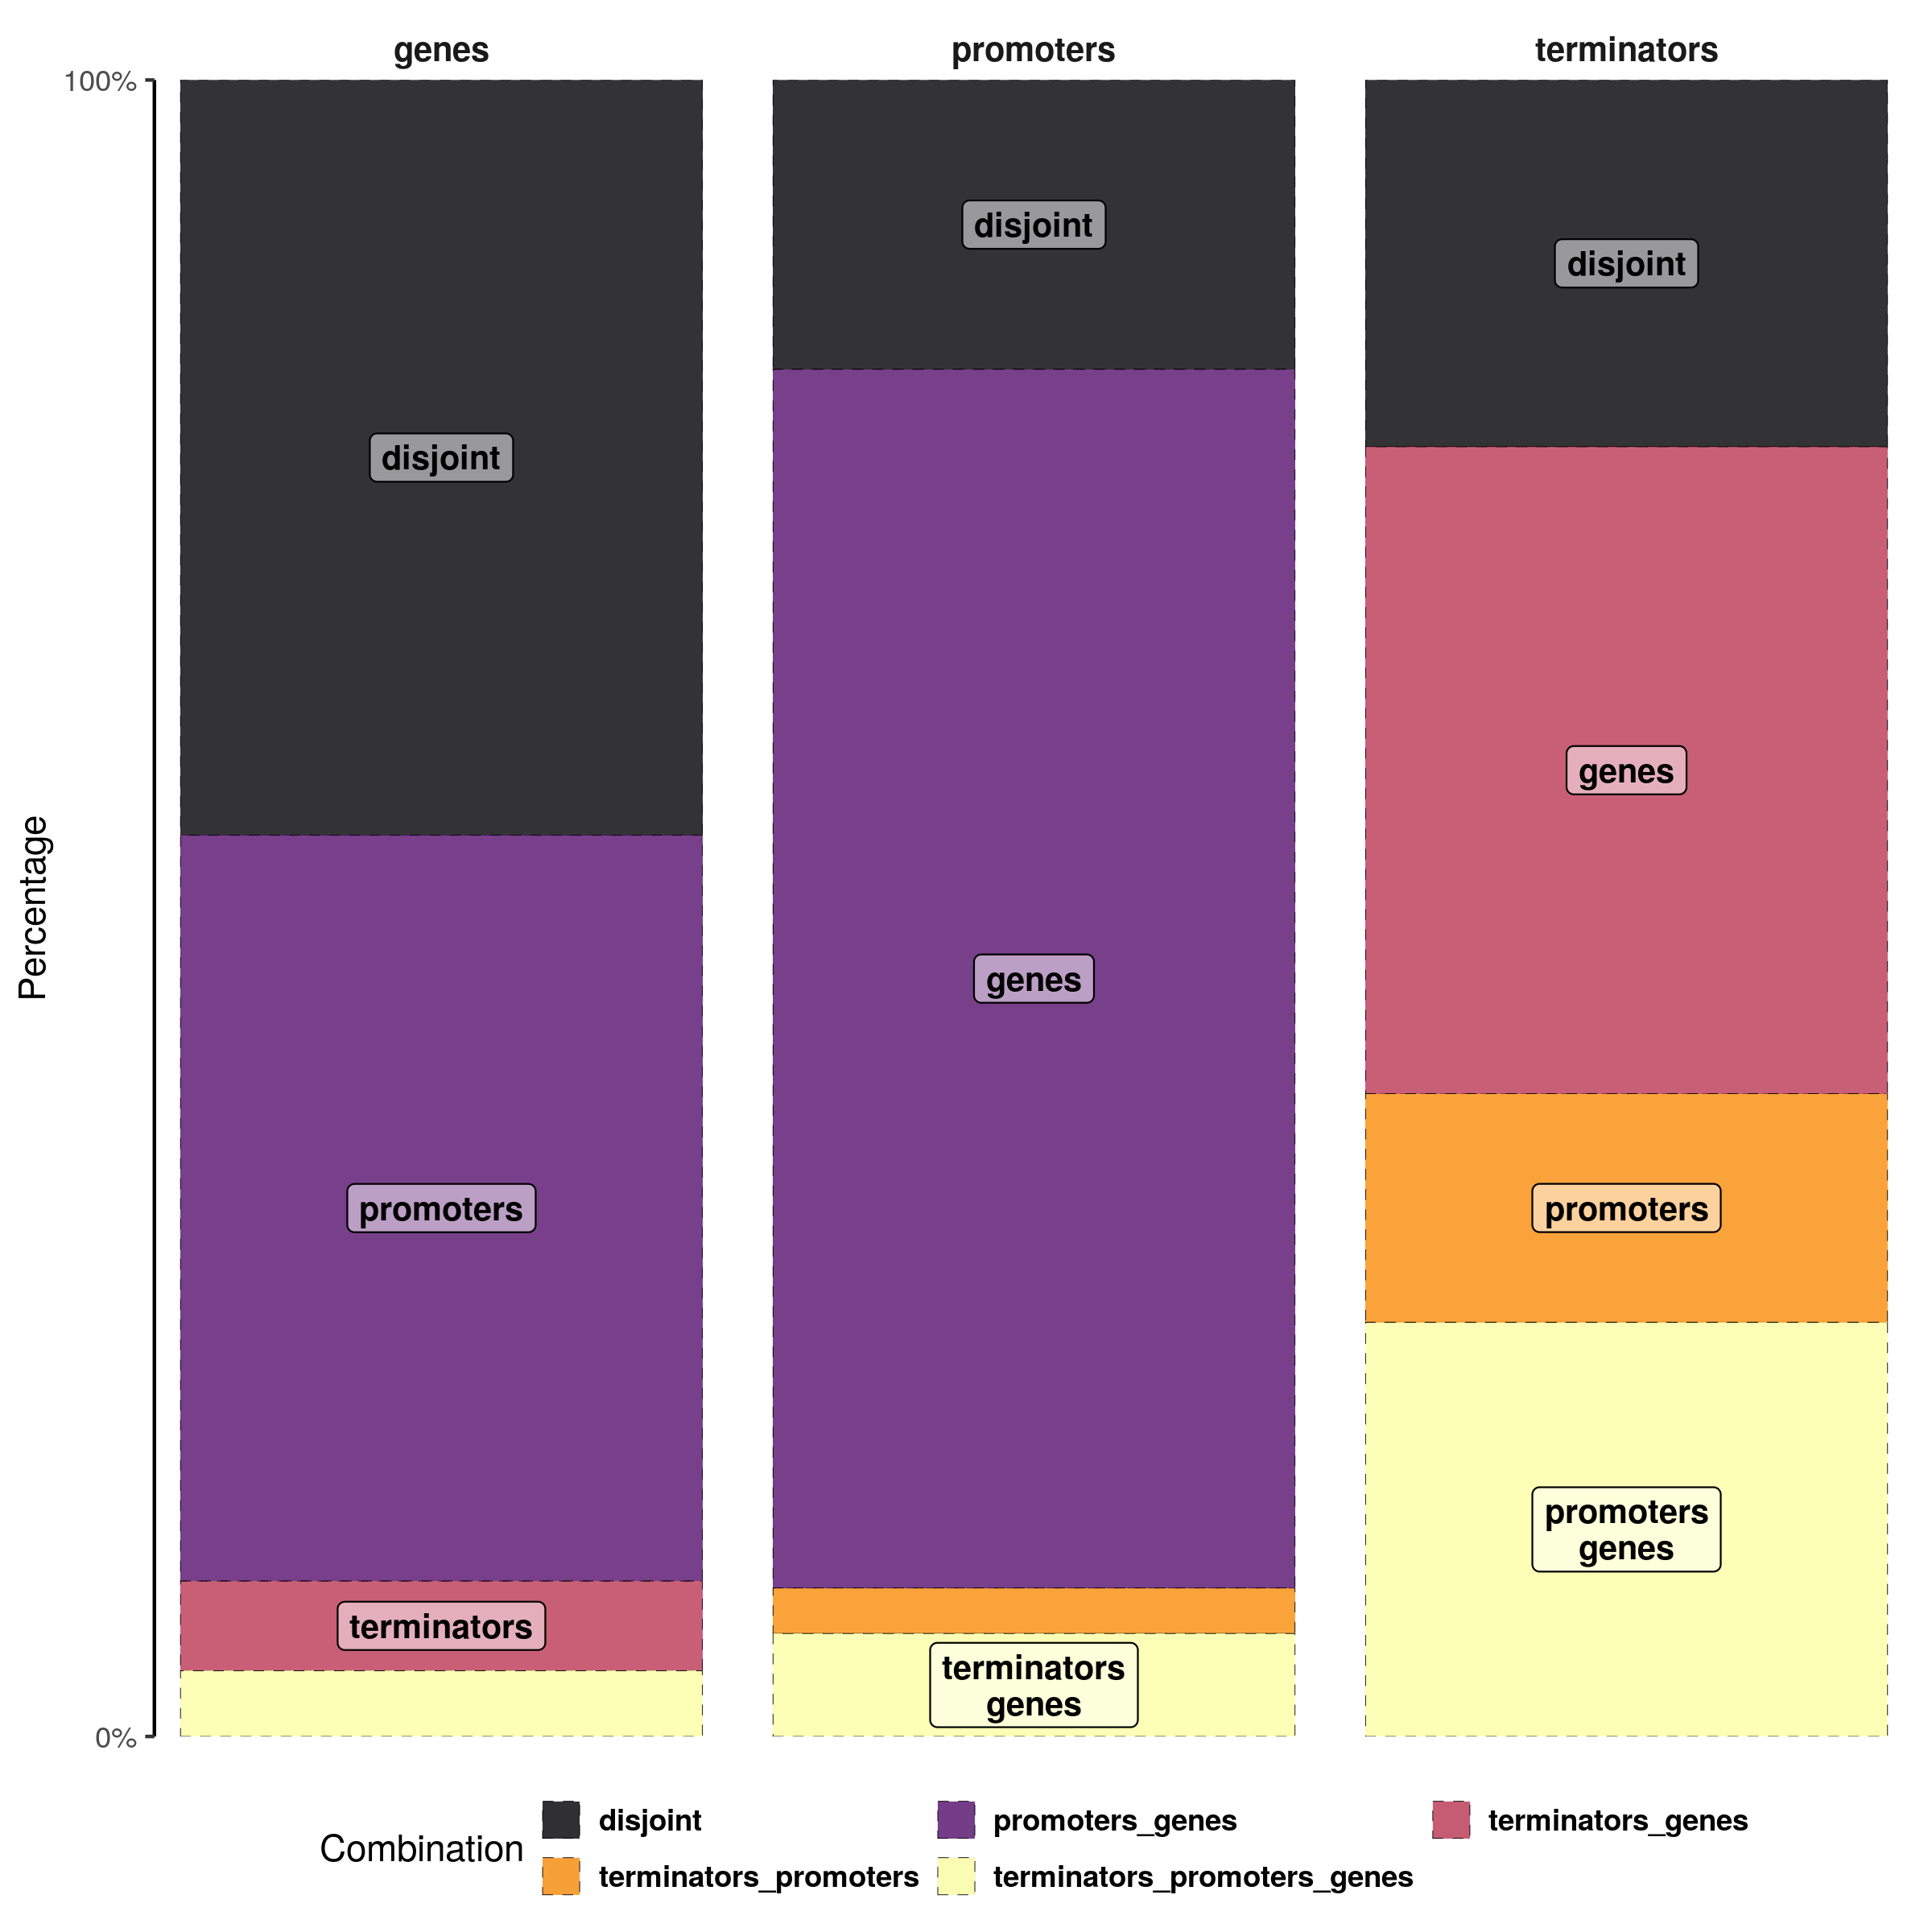 genes
promoters
terminators
100%
disjoint
disjoint
disjoint
genes
Percentage
genes
promoters
promoters
promoters
genes
terminators
terminators
genes
0%
Combination
disjoint
promoters_genes
terminators_genes
terminators_promoters
terminators_promoters_genes